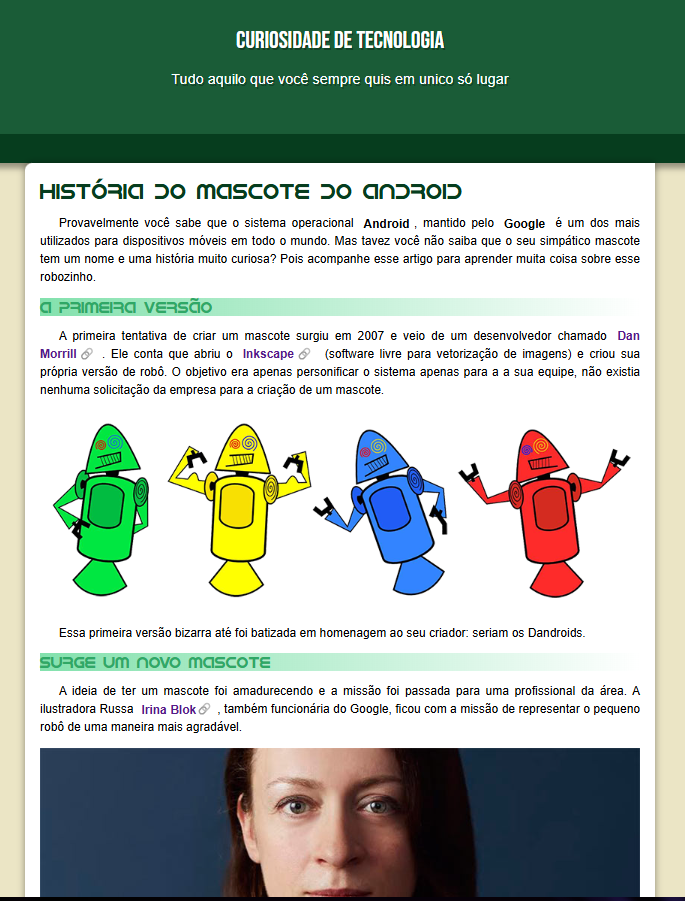 CURIOSIDADE DE TECNOLOGIA
Tudo aquilo que você sempre quis em unico só lugar
HISTÓRIA DO MASCOTE DO ANDROID
Provavelmente você sabe que o sistema operacional Android , mantido pelo Google é um dos mais
utilizados para dispositivos móveis em todo o mundo. Mas tavez você não saiba que o seu simpático mascote
tem um nome e uma história muito curiosa? Pois acompanhe esse artigo para aprender muita coisa sobre esse
robozinho.
A PRIMEIRA VERSÃO
A primeira tentativa de criar um mascote surgiu em 2007 e veio de um desenvolvedor chamado Dan
Morrill . Ele conta que abriu o Inkscape (software livre para vetorização de imagens) e criou sua
própria versão de robô. O objetivo era apenas personificar o sistema apenas para a a sua equipe, não existia
nenhuma solicitação da empresa para a criação de um mascote.
Essa primeira versão bizarra até foi batizada em homenagem ao seu criador: seriam os Dandroids.
SURGE UM NOVO MASCOTE
A ideia de ter um mascote foi amadurecendo e a missão foi passada para uma profissional da área. A
ilustradora Russa Irina Blok , também funcionária do Google, ficou com a missão de representar o pequeno
robô de uma maneira mais agradável.